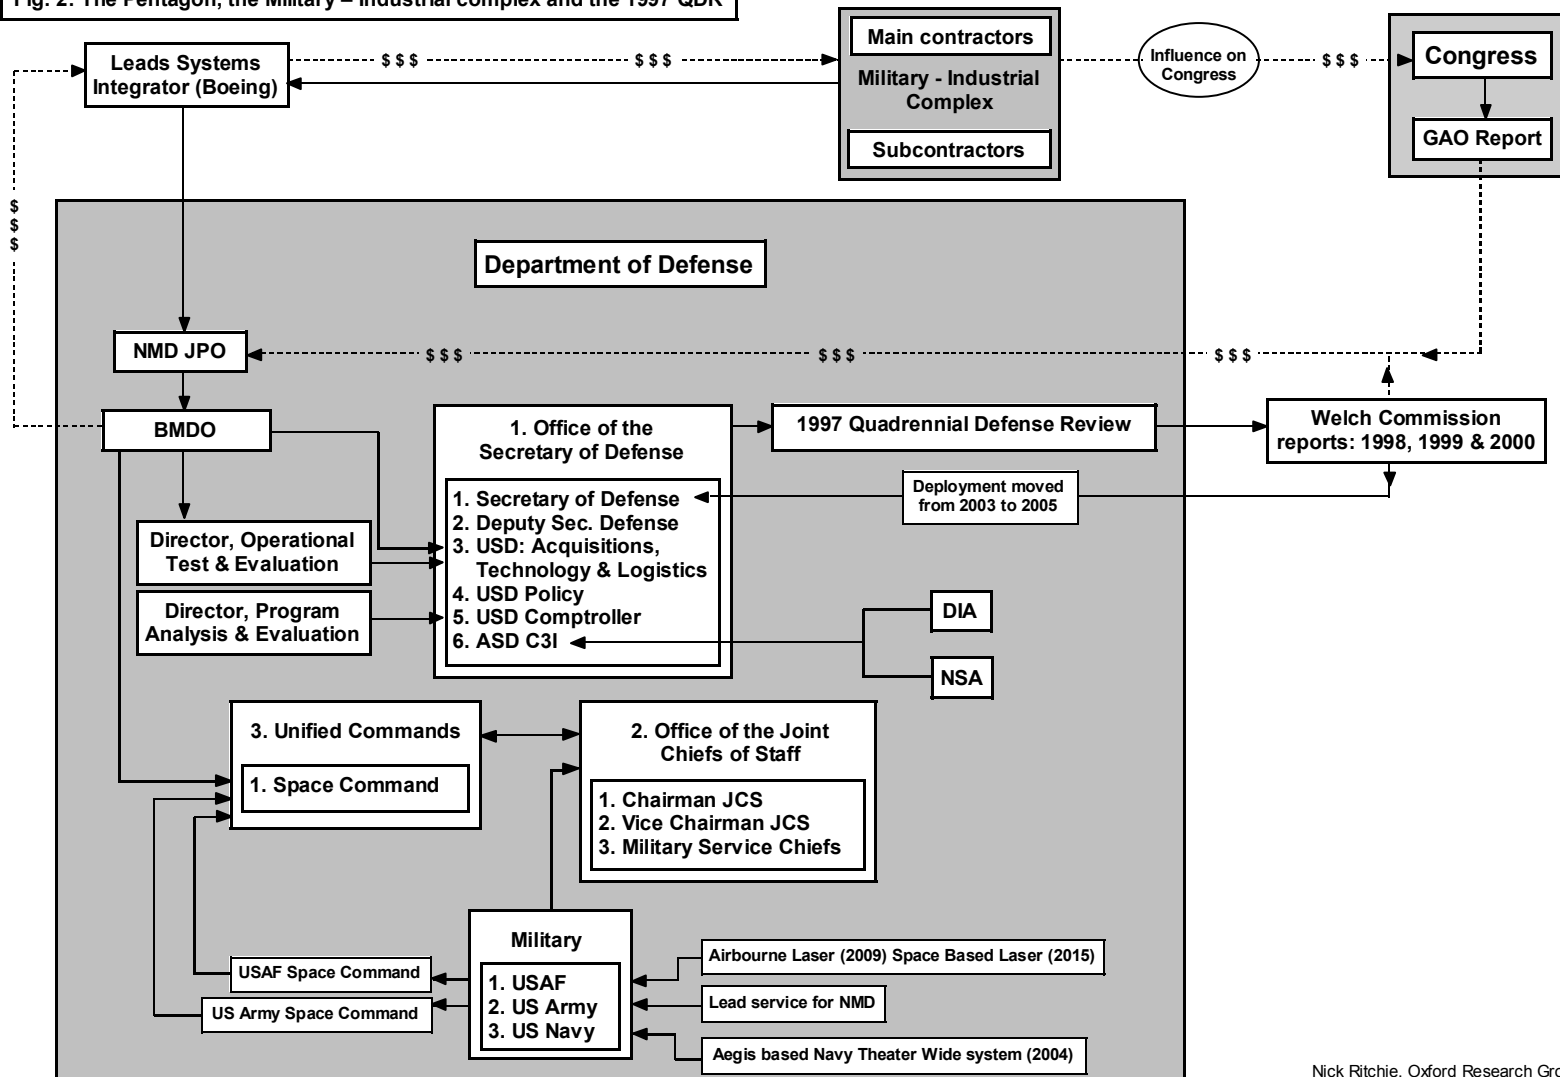 Fig. 2: The Pentagon, the Military – Industrial complex and the 1997 QDR
Leads Systems
Integrator (Boeing)
$ $ $
$ $ $
Main contractors
Military - Industrial
Complex
Subcontractors
Influence on
Congress
$ $ $
Congress
GAO Report
$
$
$
Department of Defense
NMD JPO
$ $ $
$ $ $
$ $ $
BMDO
1. Office of the
Secretary of Defense
1. Secretary of Defense
2. Deputy Sec. Defense
3. USD: Acquisitions,
Technology & Logistics
4. USD Policy
5. USD Comptroller
6. ASD C3I
1997 Quadrennial Defense Review
Welch Commission
reports: 1998, 1999 & 2000
Deployment moved
from 2003 to 2005
Director, Operational
Test & Evaluation
Director, Program
Analysis & Evaluation
DIA
NSA
3. Unified Commands
1. Space Command
2. Office of the Joint
Chiefs of Staff
1. Chairman JCS
2. Vice Chairman JCS
3. Military Service Chiefs
Military
1. USAF
2. US Army
3. US Navy
USAF Space Command
US Army Space Command
Airbourne Laser (2009) Space Based Laser (2015)
Lead service for NMD
Aegis based Navy Theater Wide system (2004)
Nick Ritchie, Oxford Research